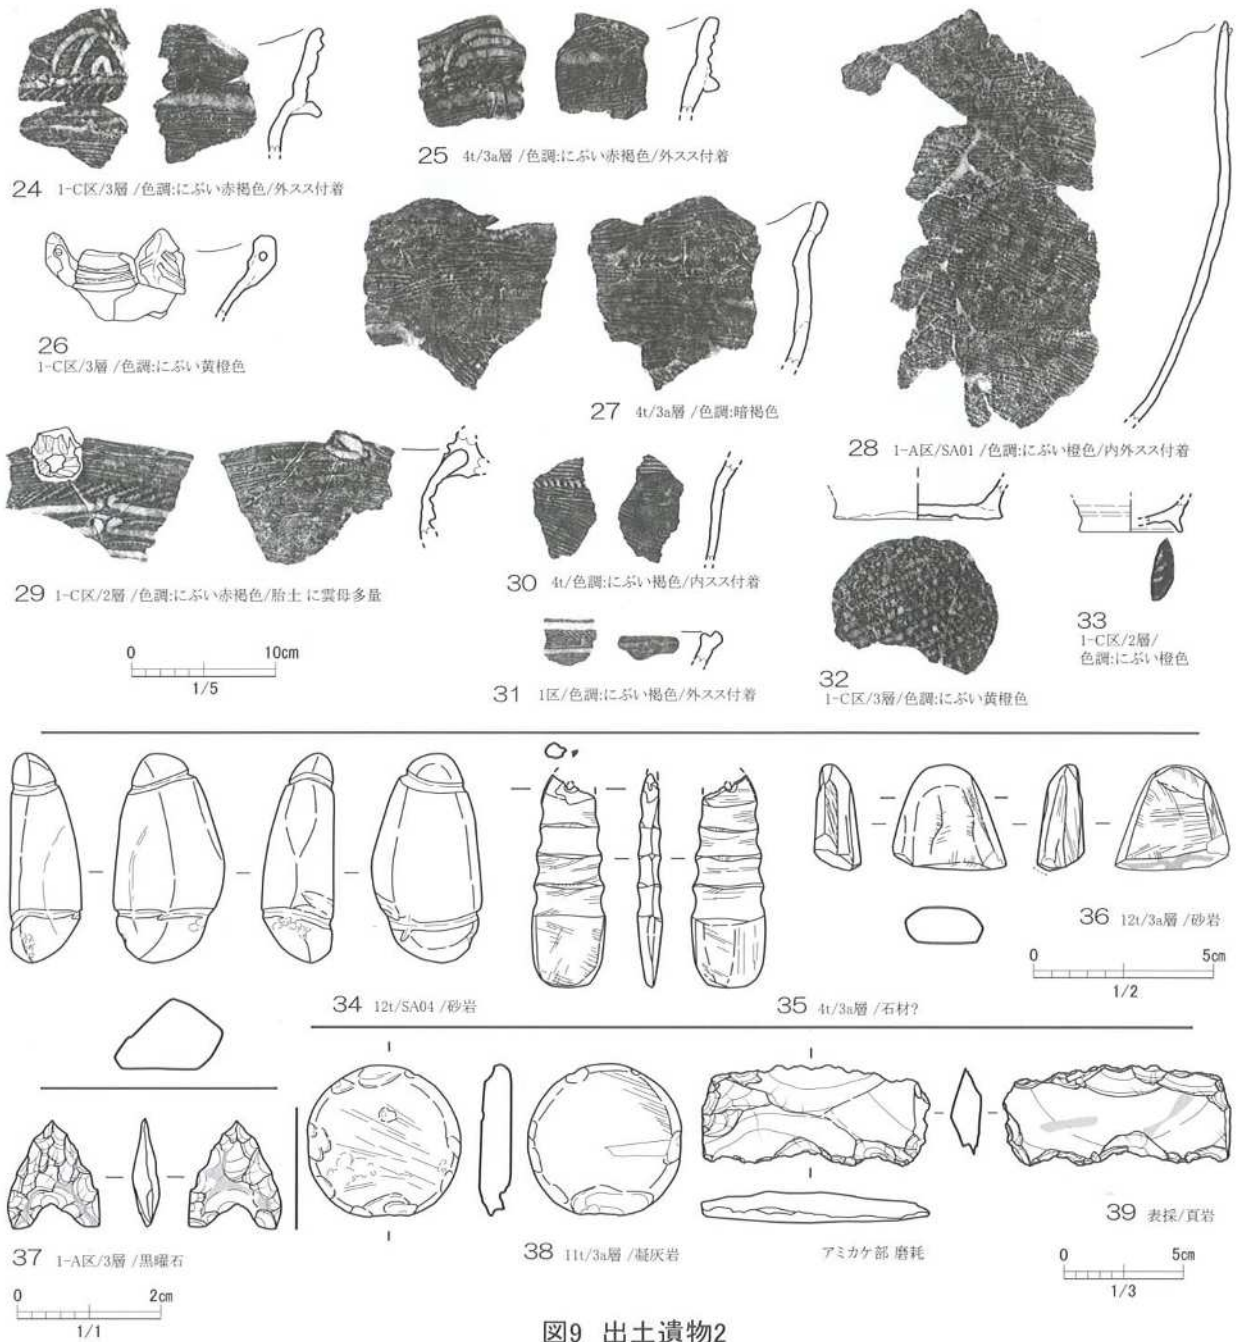 24 1-C区/3層/色調:にぶい赤褐色/外スス付着
25 4t/3a層/色調:にぶい赤褐色/外スス付着
26
1-C区/3層/色調:にぶい黄橙色
27 4t/3a層/色調:暗褐色
28 1-A区/SA01/色調:にぶい橙色/内外スス付着
29 1-C区/2層/色調:にぶい赤褐色/胎土に雲母多量
30 4t/色調:にぶい褐色/内スス付着
31 1区/色調:にぶい褐色/外スス付着
32
1-C区/3層/色調:にぶい黄橙色
33
1-C区/2層/
色調:にぶい橙色
0 10cm
1/5
34 12t/SA04/砂岩
35 4t/3a層/石材?
36 12t/3a層/砂岩
0 5cm
1/2
37 1-A区/3層/黒曜石
0 2cm
1/1
38 11t/3a層/凝灰岩
アミカケ部 磨耗
39 表採/頁岩
0 5cm
1/3
図9 出土遺物2